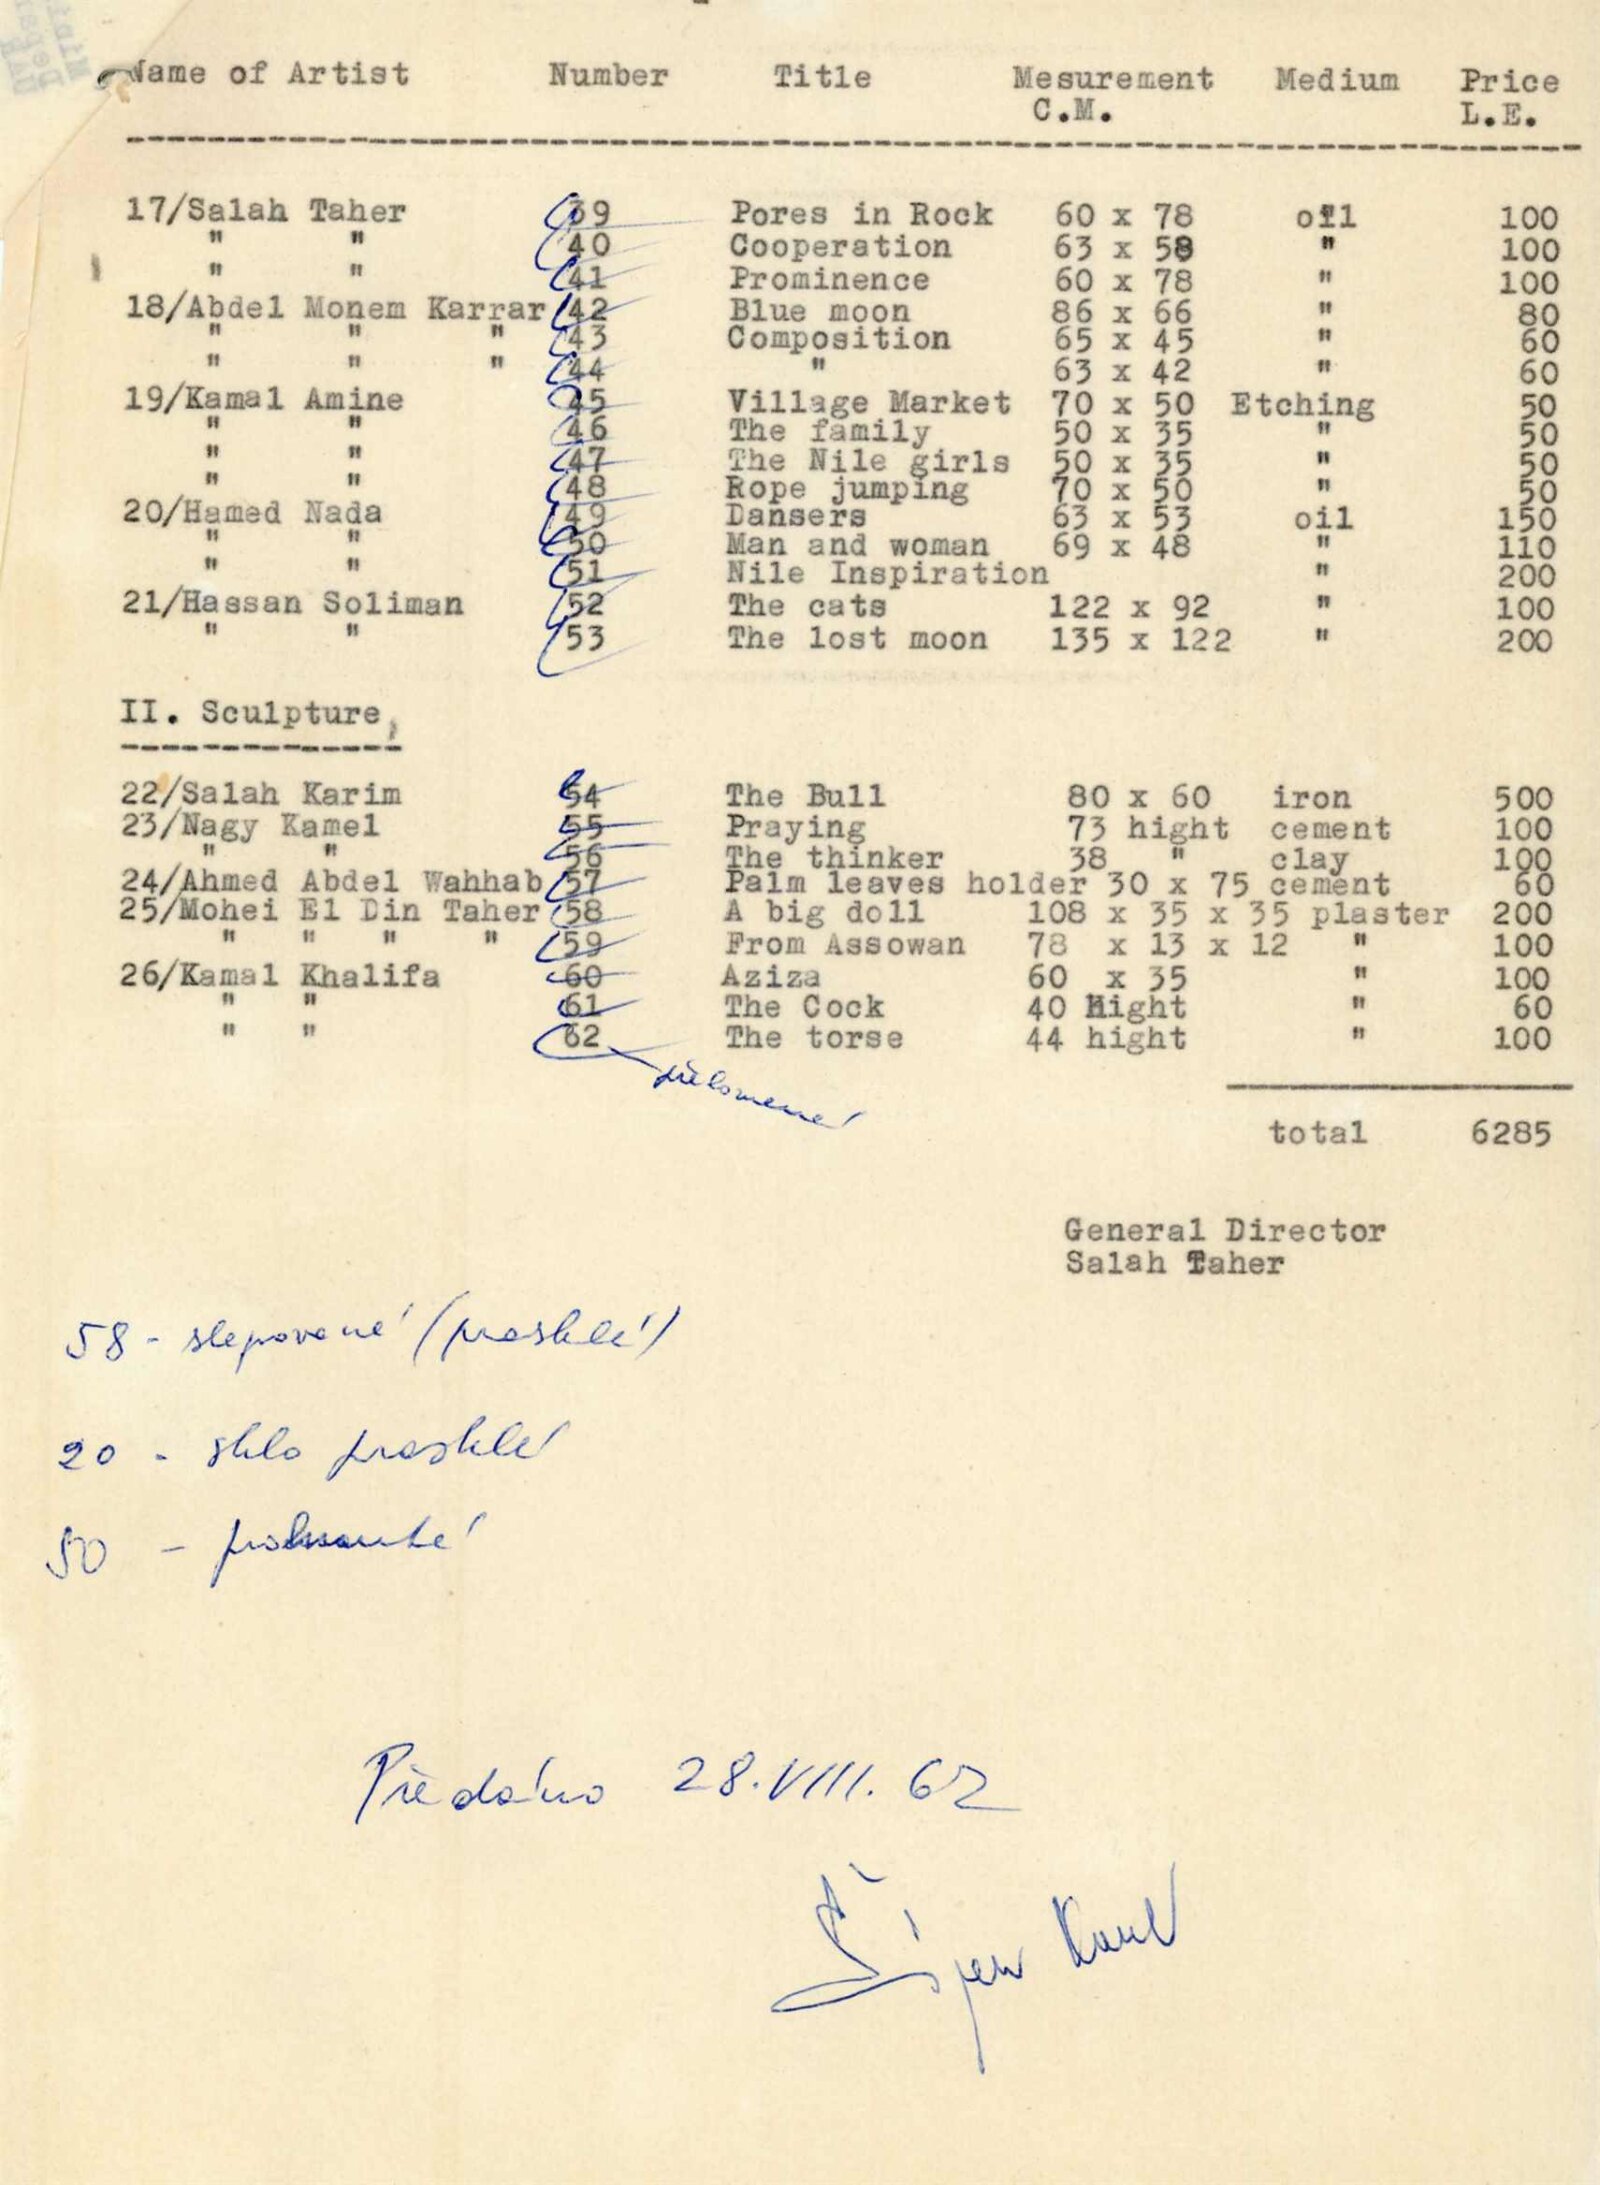 Name of Artist Number Title Mesurement Medium Price
C.M. L.E.
17/Salah Taher 39 Pores in Rock 60 x 78 oil 100
" " 40 Cooperation 63 x 58 " 100
" " 41 Prominence 60 x 78 " 100
18/Abdel Monem Karrar 42 Blue moon 86 x 66 " 80
" " " 43 Composition 65 x 45 " 60
" " " 44 " 63 x 42 " 60
19/Kamal Amine 45 Village Market 70 x 50 Etching 50
" " 46 The family 50 x 35 " 50
" " 47 The Nile girls 50 x 35 " 50
" " 48 Rope jumping 70 x 50 " 50
20/Hamed Nada 49 Dansers 63 x 53 oil 150
" " 50 Man and woman 69 x 48 " 110
" " 51 Nile Inspiration " 200
21/Hassan Soliman 52 The cats 122 x 92 " 100
" " 53 The lost moon 135 x 122 " 200
II. Sculpture
22/Salah Karim 54 The Bull 80 x 60 iron 500
23/Nagy Kamel 55 Praying 73 hight cement 100
" " 56 The thinker 38 " clay 100
24/Ahmed Abdel Wahhab 57 Palm leaves holder 30 x 75 cement 60
25/Mohei El Din Taher 58 A big doll 108 x 35 x 35 plaster 200
" " " " 59 From Assowan 78 x 13 x 12 " 100
26/Kamal Khalifa 60 Aziza 60 x 35 " 100
" " 61 The Cock 40 Hight " 60
" " 62 The torse 44 hight " 100
přelomené
total 6285
General Director
Salah Taher
58 - slepované (prasklé)
20 - sklo prasklé
50 -
Předáno 28.VIII.62
Karel